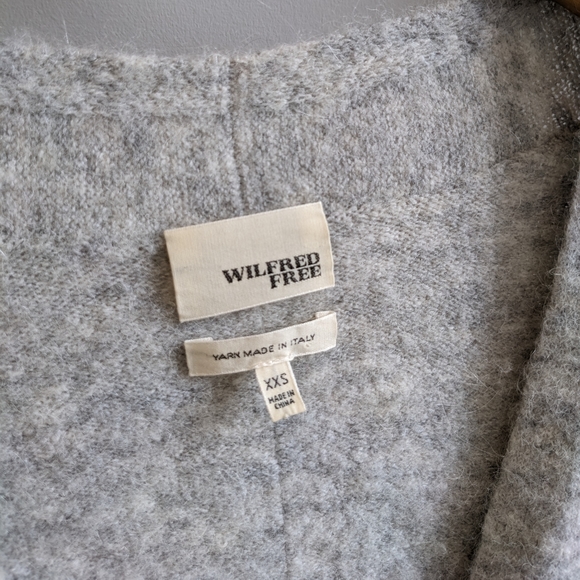 WILFRED
FREE
YARN MADE IN ITALY
XXS
MADE IN
CHINA